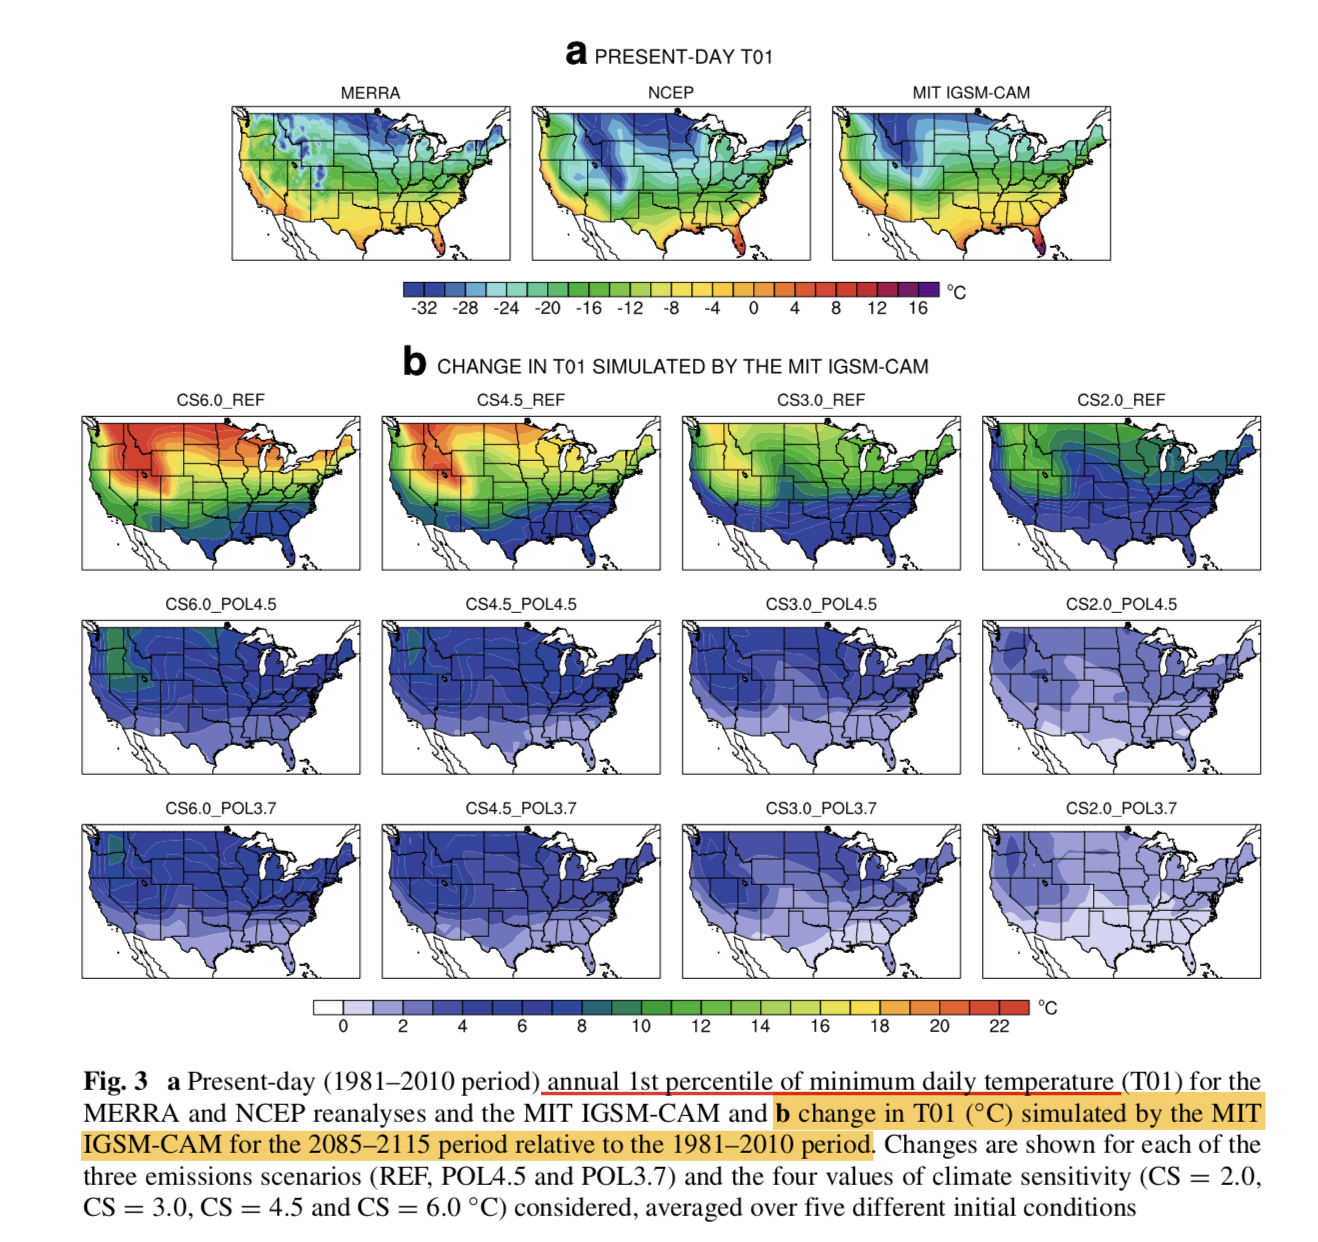 a PRESENT-DAY T01
MERRA
NCEP
MIT IGSM-CAM
-32 -28 -24 -20 -16 -12 -8 -4 0 4 8 12 16 °C
b CHANGE IN T01 SIMULATED BY THE MIT IGSM-CAM
CS6.0_REF
CS4.5_REF
CS3.0_REF
CS2.0_REF
CS6.0_POL4.5
CS4.5_POL4.5
CS3.0_POL4.5
CS2.0_POL4.5
CS6.0_POL3.7
CS4.5_POL3.7
CS3.0_POL3.7
CS2.0_POL3.7
0 2 4 6 8 10 12 14 16 18 20 22 °C
Fig. 3 a Present-day (1981–2010 period) annual 1st percentile of minimum daily temperature (T01) for the
MERRA and NCEP reanalyses and the MIT IGSM-CAM and b change in T01 (°C) simulated by the MIT
IGSM-CAM for the 2085–2115 period relative to the 1981–2010 period. Changes are shown for each of the
three emissions scenarios (REF, POL4.5 and POL3.7) and the four values of climate sensitivity (CS = 2.0,
CS = 3.0, CS = 4.5 and CS = 6.0 °C) considered, averaged over five different initial conditions